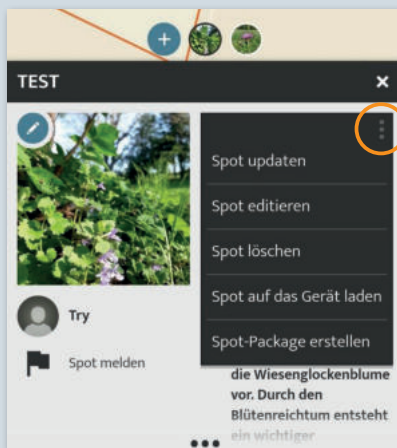 TEST
Spot updaten
Spot editieren
Spot löschen
Spot auf das Gerät laden
Spot-Package erstellen
Try
Spot melden
die Wiesenglockenblume
vor. Durch den
Blütenreichtum entsteht
ein wichtiger